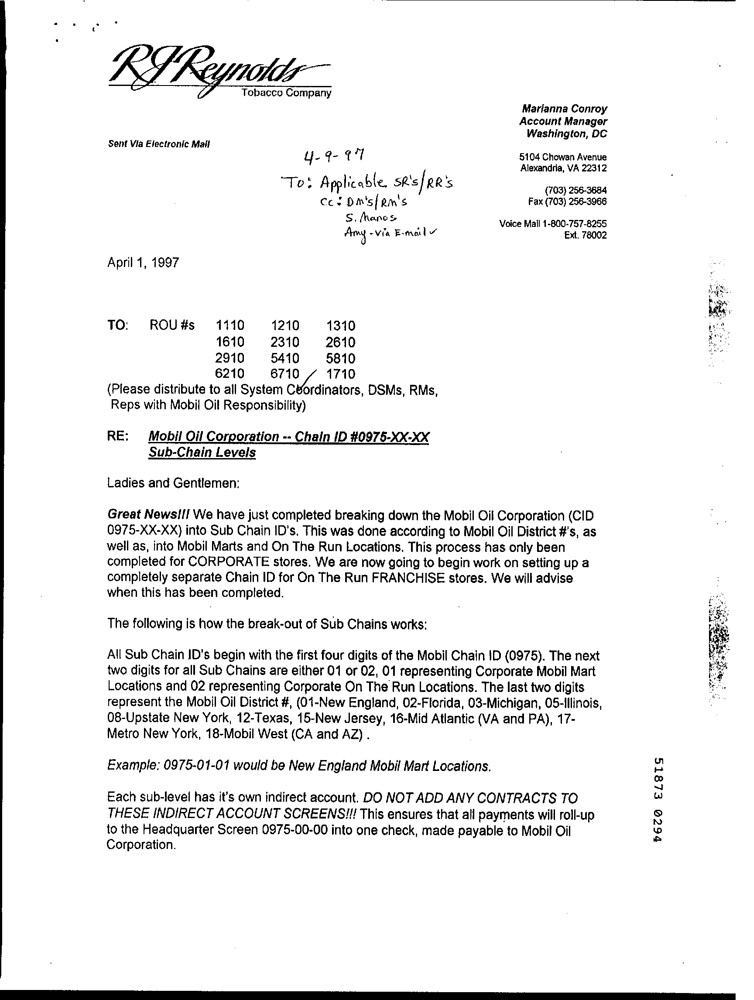 RJReynolds
Tobacco Company
Marianna Conroy
Account Manager
Washington, DC
Sent Via Electronic Mail
5104 Chowan Avenue
Alexandria, VA 22312
(703) 256-3684
Fax (703) 256-3966
Voice Mail 1-800-757-8255
Ext. 78002
4-9-97
To: Applicable SR's/RR's
cc: DM's/RM's
S. Manos
Amy - via E-mail ✓
April 1, 1997
TO: ROU #s 1110 1210 1310
1610 2310 2610
2910 5410 5810
6210 6710 ✓ 1710
(Please distribute to all System Coordinators, DSMs, RMs,
Reps with Mobil Oil Responsibility)
RE: Mobil Oil Corporation -- Chain ID #0975-XX-XX
Sub-Chain Levels
Ladies and Gentlemen:
Great News!!! We have just completed breaking down the Mobil Oil Corporation (CID
0975-XX-XX) into Sub Chain ID's. This was done according to Mobil Oil District #'s, as
well as, into Mobil Marts and On The Run Locations. This process has only been
completed for CORPORATE stores. We are now going to begin work on setting up a
completely separate Chain ID for On The Run FRANCHISE stores. We will advise
when this has been completed.
The following is how the break-out of Sub Chains works:
All Sub Chain ID's begin with the first four digits of the Mobil Chain ID (0975). The next
two digits for all Sub Chains are either 01 or 02, 01 representing Corporate Mobil Mart
Locations and 02 representing Corporate On The Run Locations. The last two digits
represent the Mobil Oil District #, (01-New England, 02-Florida, 03-Michigan, 05-Illinois,
08-Upstate New York, 12-Texas, 15-New Jersey, 16-Mid Atlantic (VA and PA), 17-
Metro New York, 18-Mobil West (CA and AZ) .
Example: 0975-01-01 would be New England Mobil Mart Locations.
Each sub-level has it's own indirect account. DO NOT ADD ANY CONTRACTS TO
THESE INDIRECT ACCOUNT SCREENS!!! This ensures that all payments will roll-up
to the Headquarter Screen 0975-00-00 into one check, made payable to Mobil Oil
Corporation.
51873 0294